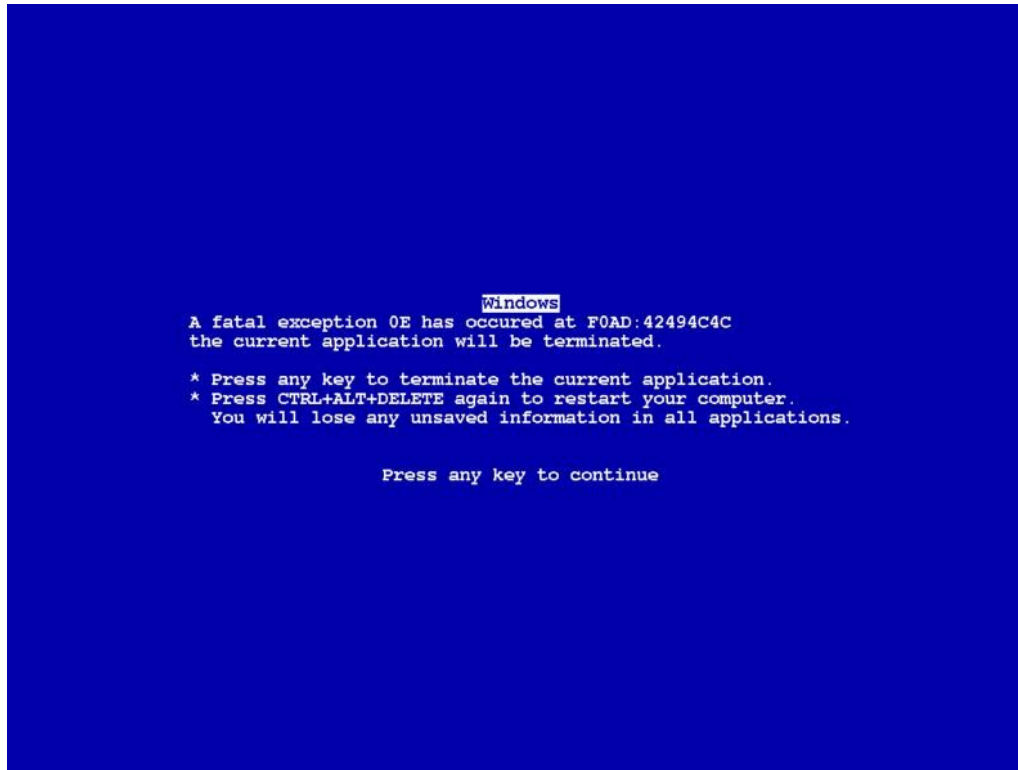 Windows
A fatal exception 0E has occured at F0AD:42494C4C
the current application will be terminated.
* Press any key to terminate the current application.
* Press CTRL+ALT+DELETE again to restart your computer.
You will lose any unsaved information in all applications.
Press any key to continue